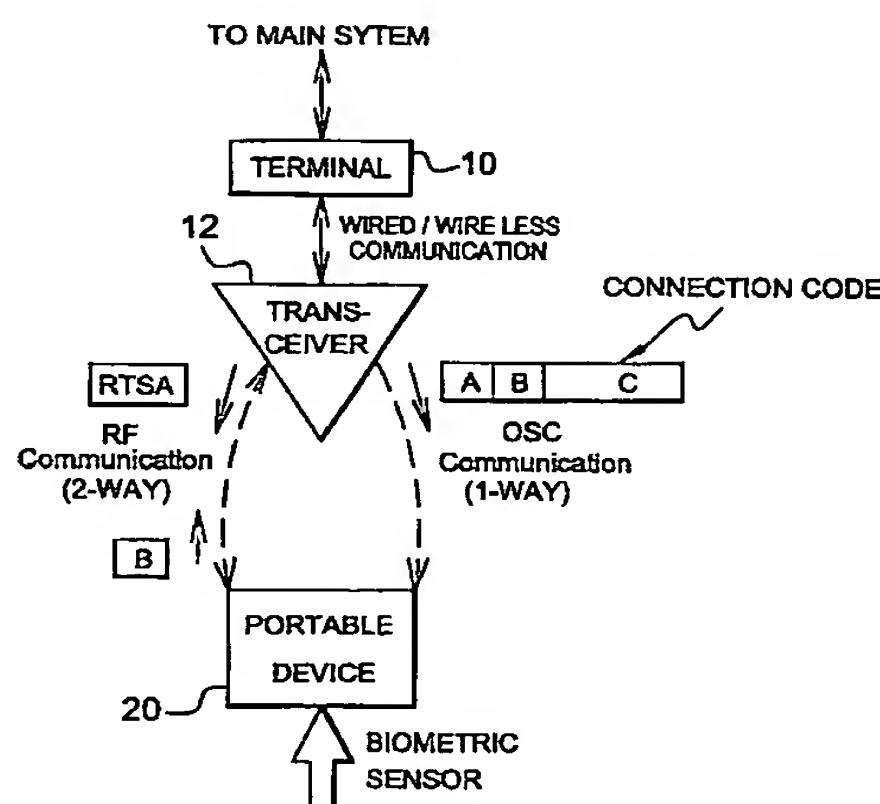 TO MAIN SYTEM
TERMINAL
10
12
WIRED / WIRE LESS
COMMUNICATION
TRANS-
CEIVER
CONNECTION CODE
RTSA
A B C
RF
Communication
(2-WAY)
OSC
Communication
(1-WAY)
B
PORTABLE
DEVICE
20
BIOMETRIC
SENSOR